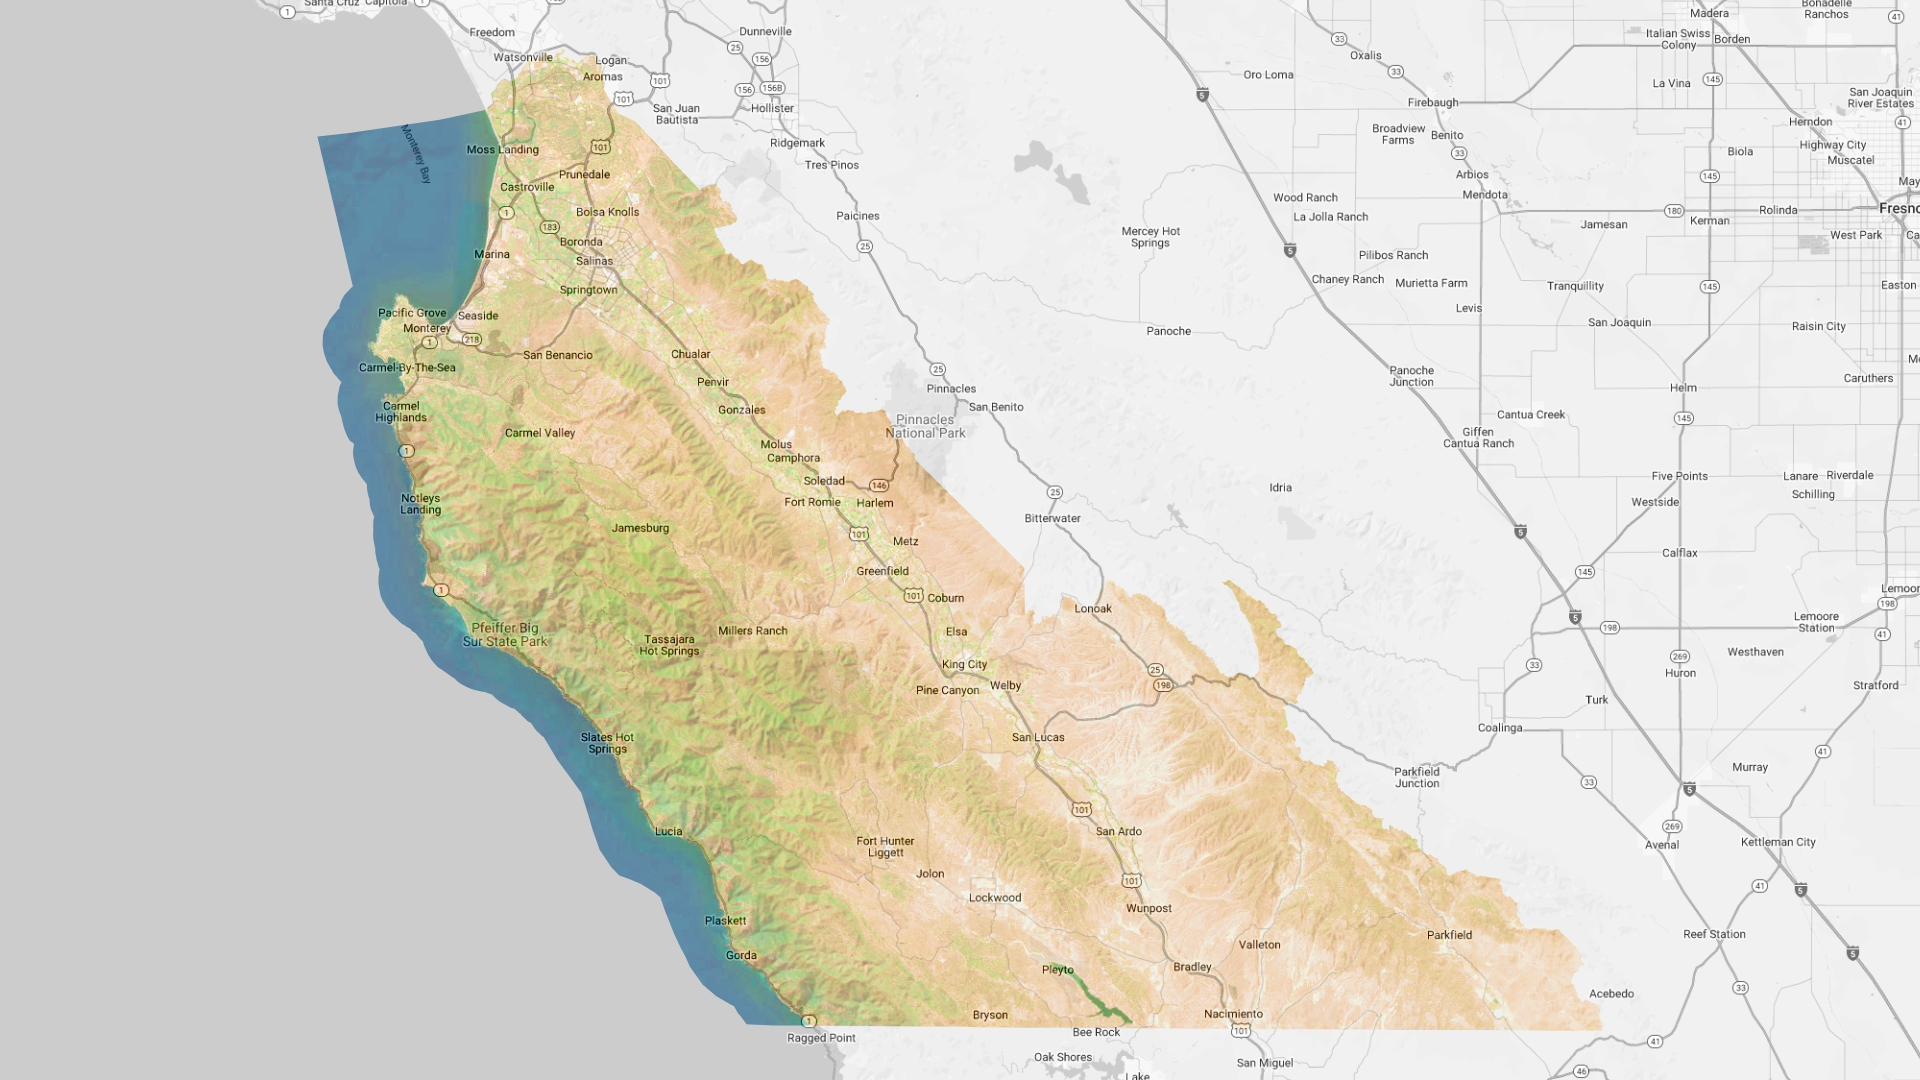 Santa Cruz
Capitola
1
1
Freedom
Watsonville
Logan
Aromas
101
101
Dunneville
25
156
156
156B
Hollister
San Juan
Bautista
Ridgemark
Tres Pinos
Paicines
25
Monterey Bay
Moss Landing
101
Prunedale
Castroville
1
Bolsa Knolls
183
Boronda
Marina
Salinas
Springtown
Pacific Grove
Seaside
Monterey
1
218
San Benancio
Carmel-By-The-Sea
Chualar
Penvir
Carmel
Highlands
Gonzales
Carmel Valley
1
Molus
Camphora
Soledad
146
Fort Romie
Harlem
Notleys
Landing
Jamesburg
101
Metz
Greenfield
101
Coburn
1
Pfeiffer Big
Sur State Park
Tassajara
Hot Springs
Millers Ranch
Elsa
King City
Pine Canyon
Welby
Slates Hot
Springs
San Lucas
Lucia
101
San Ardo
Fort Hunter
Liggett
Jolon
Lockwood
101
Wunpost
Plaskett
Gorda
Pleyto
Valleton
Parkfield
Bradley
Bryson
Nacimiento
101
1
Ragged Point
Bee Rock
Oak Shores
Lake
San Miguel
25
Pinnacles
San Benito
Pinnacles
National Park
25
Bitterwater
Lonoak
25
198
Idria
Panoche
Mercey Hot
Springs
5
5
Oro Loma
33
Oxalis
33
Firebaugh
Broadview
Farms
Benito
33
Arbios
Mendota
Wood Ranch
La Jolla Ranch
Pilibos Ranch
Chaney Ranch
Murietta Farm
Levis
Panoche
Junction
Cantua Creek
Giffen
Cantua Ranch
5
145
5
198
33
Coalinga
Turk
Parkfield
Junction
33
Madera
Italian Swiss
Colony
Borden
Bonadelle
Ranchos
41
La Vina
145
San Joaquin
River Estates
41
Herndon
Highway City
Muscatel
Biola
145
180
Kerman
Rolinda
Jamesan
West Park
Tranquillity
145
Easton
San Joaquin
Raisin City
Helm
Caruthers
145
Five Points
Lanare
Riverdale
Schilling
Westside
Calflax
Lemoore
Station
198
41
269
Huron
Westhaven
Stratford
41
Murray
5
269
Avenal
Kettleman City
41
5
Reef Station
5
33
Acebedo
41
46